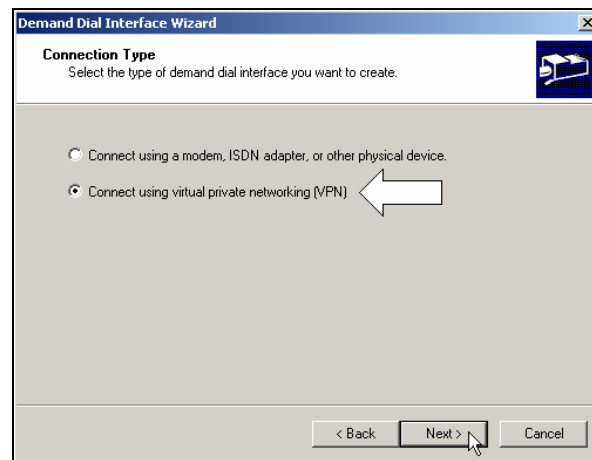 Demand Dial Interface Wizard
Connection Type
Select the type of demand dial interface you want to create.
Connect using a modem, ISDN adapter, or other physical device.
Connect using virtual private networking (VPN)
< Back Next > Cancel